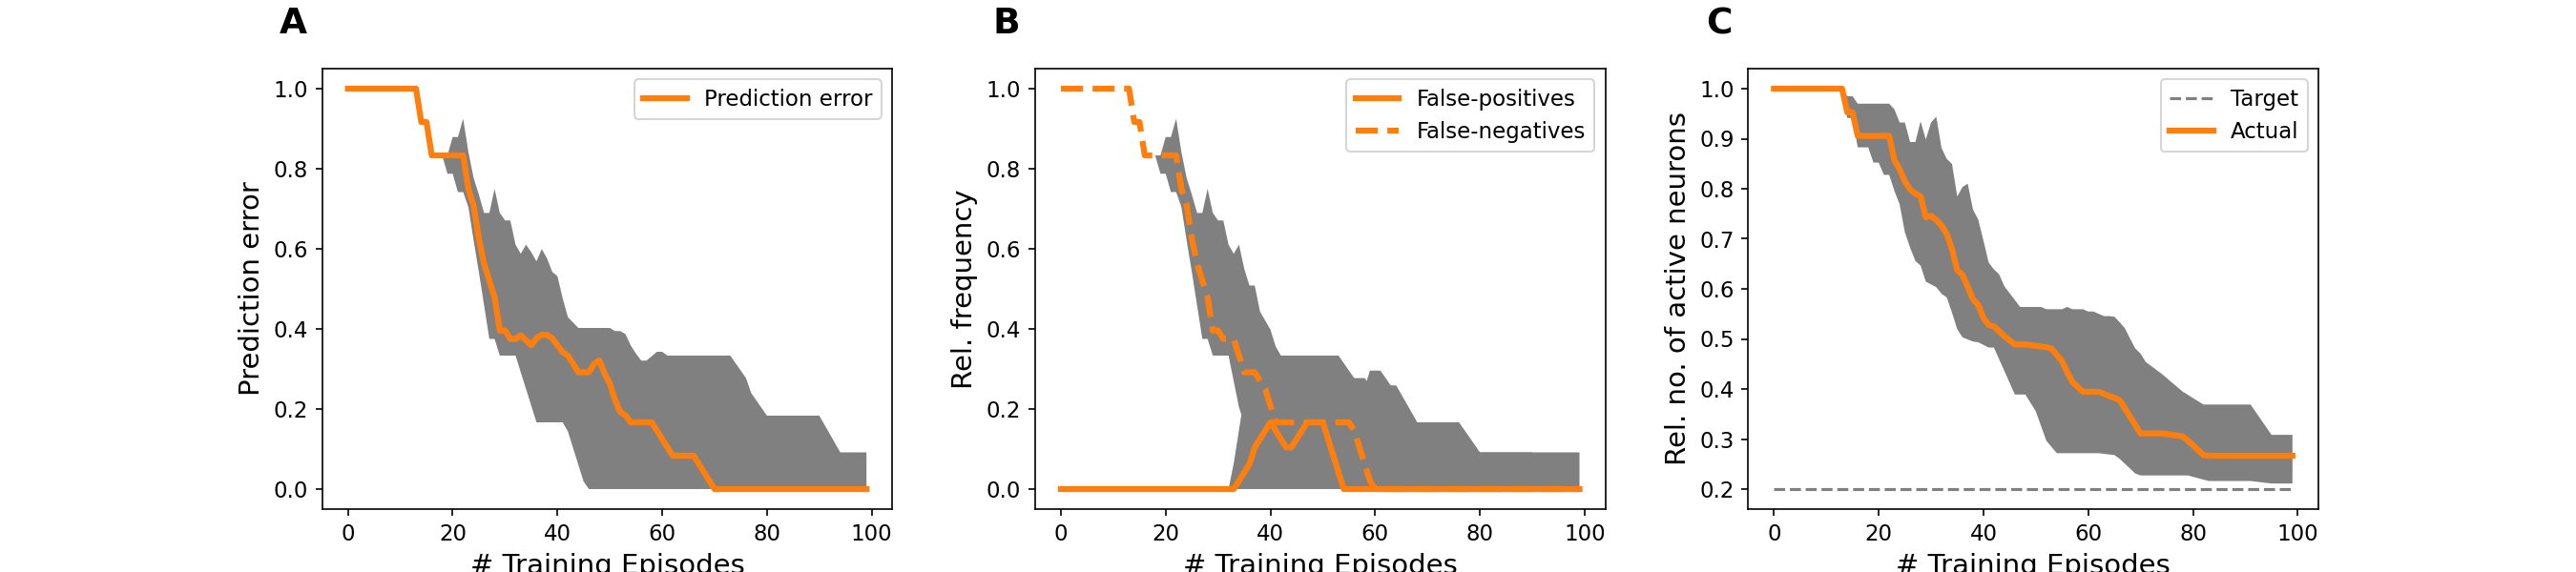 A
1.0
0.8
0.6
0.4
0.2
0.0
Prediction error
Prediction error
0 20 40 60 80 100
# Training Episodes
B
1.0
0.8
0.6
0.4
0.2
0.0
Rel. frequency
False-positives
False-negatives
0 20 40 60 80 100
# Training Episodes
C
1.0
0.9
0.8
0.7
0.6
0.5
0.4
0.3
0.2
Rel. no. of active neurons
Target
Actual
0 20 40 60 80 100
# Training Episodes